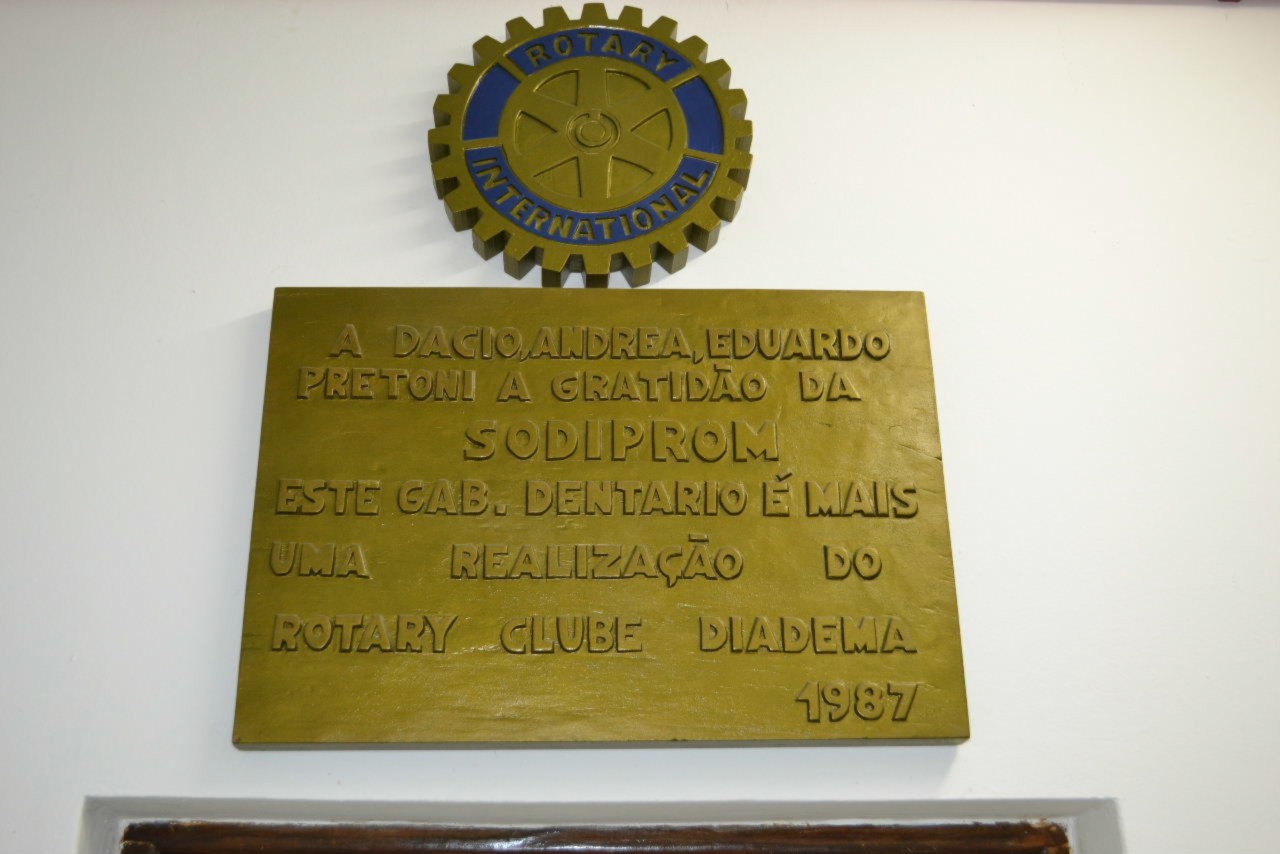 ROTARY
INTERNATIONAL
A DACIO, ANDREA, EDUARDO
PRETONI A GRATIDÃO DA
SODIPROM
ESTE GAB. DENTARIO É MAIS
UMA REALIZAÇÃO DO
ROTARY CLUBE DIADEMA
1987